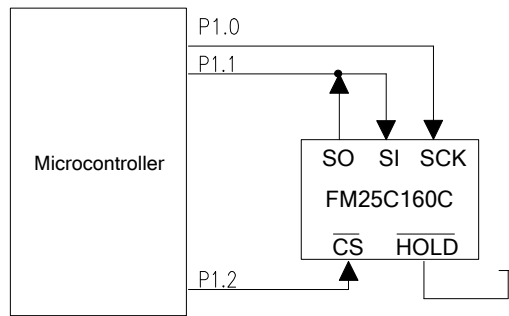 P1.0
P1.1
Microcontroller
SO SI SCK
FM25C160C
CS HOLD
P1.2